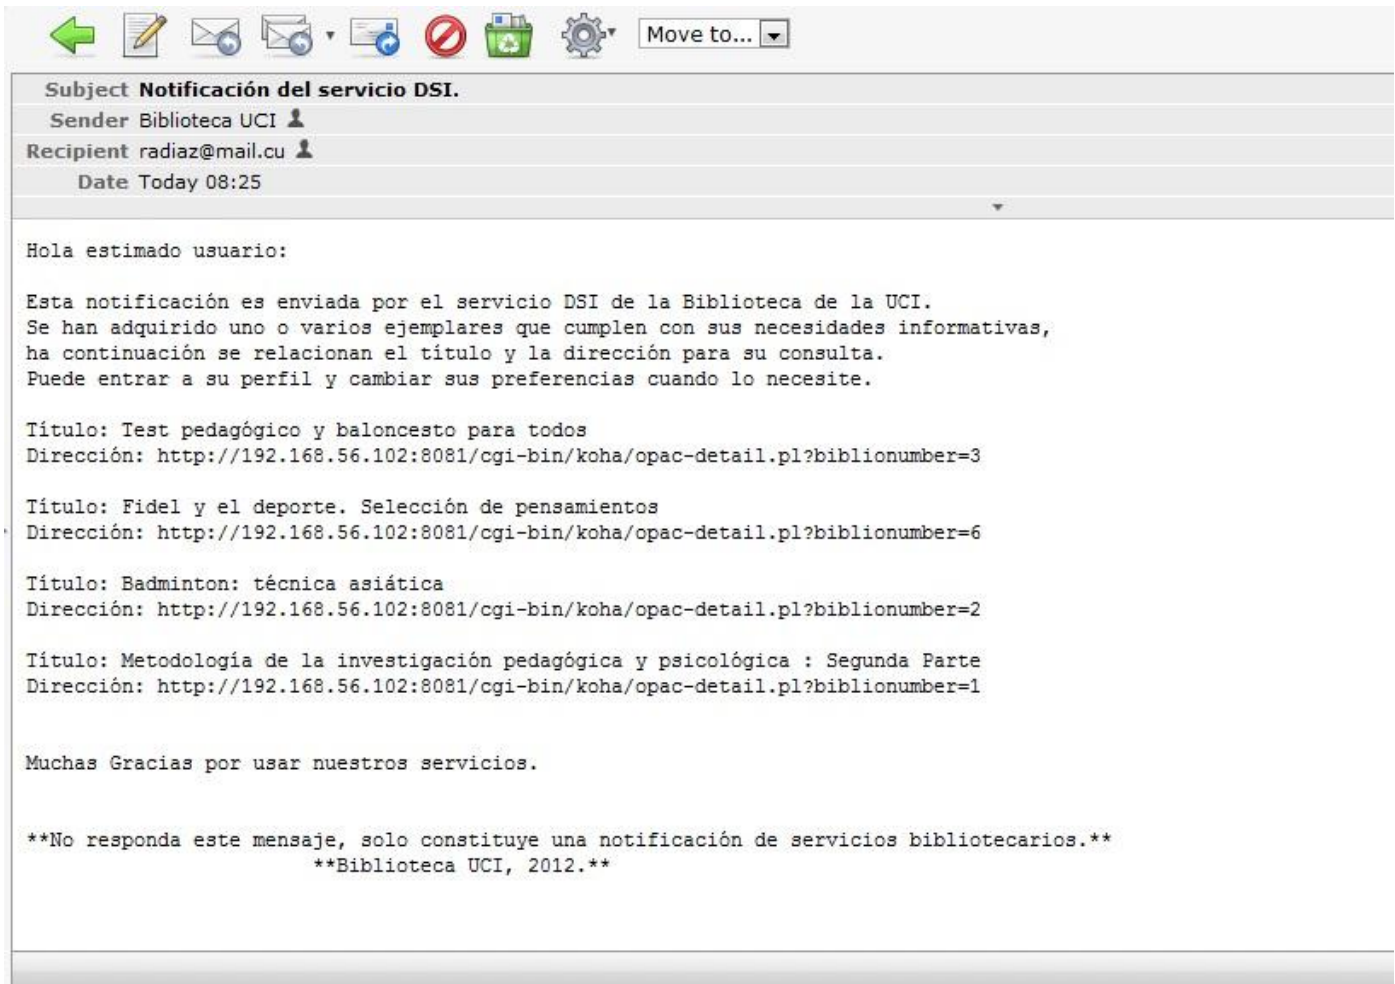 Move to...
Subject Notificación del servicio DSI.
Sender Biblioteca UCI
Recipient radiaz@mail.cu
Date Today 08:25
Hola estimado usuario:
Esta notificación es enviada por el servicio DSI de la Biblioteca de la UCI.
Se han adquirido uno o varios ejemplares que cumplen con sus necesidades informativas,
ha continuación se relacionan el título y la dirección para su consulta.
Puede entrar a su perfil y cambiar sus preferencias cuando lo necesite.
Título: Test pedagógico y baloncesto para todos
Dirección: http://192.168.56.102:8081/cgi-bin/koha/opac-detail.pl?biblionumber=3
Título: Fidel y el deporte. Selección de pensamientos
Dirección: http://192.168.56.102:8081/cgi-bin/koha/opac-detail.pl?biblionumber=6
Título: Badminton: técnica asiática
Dirección: http://192.168.56.102:8081/cgi-bin/koha/opac-detail.pl?biblionumber=2
Título: Metodología de la investigación pedagógica y psicológica : Segunda Parte
Dirección: http://192.168.56.102:8081/cgi-bin/koha/opac-detail.pl?biblionumber=1
Muchas Gracias por usar nuestros servicios.
**No responda este mensaje, solo constituye una notificación de servicios bibliotecarios.**
**Biblioteca UCI, 2012.**